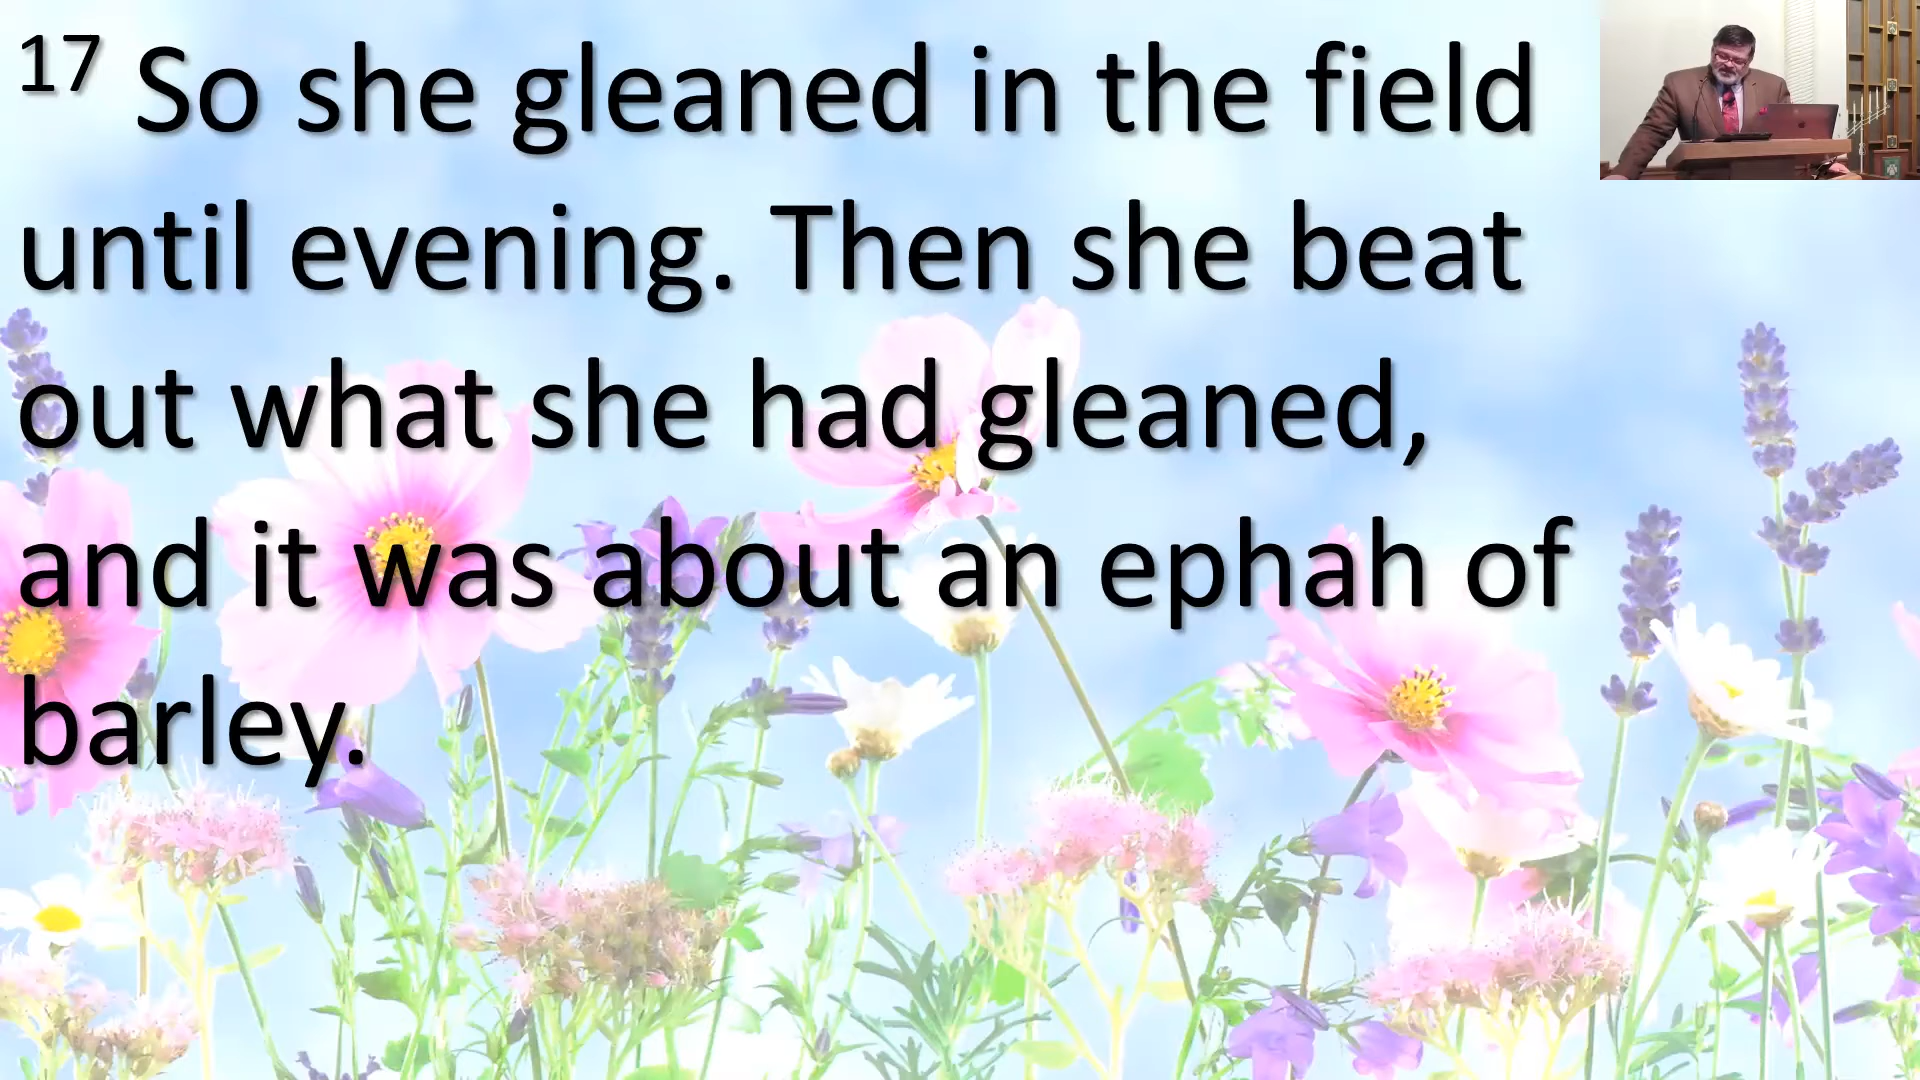 17 So she gleaned in the field
until evening. Then she beat
out what she had gleaned,
and it was about an ephah of
barley.